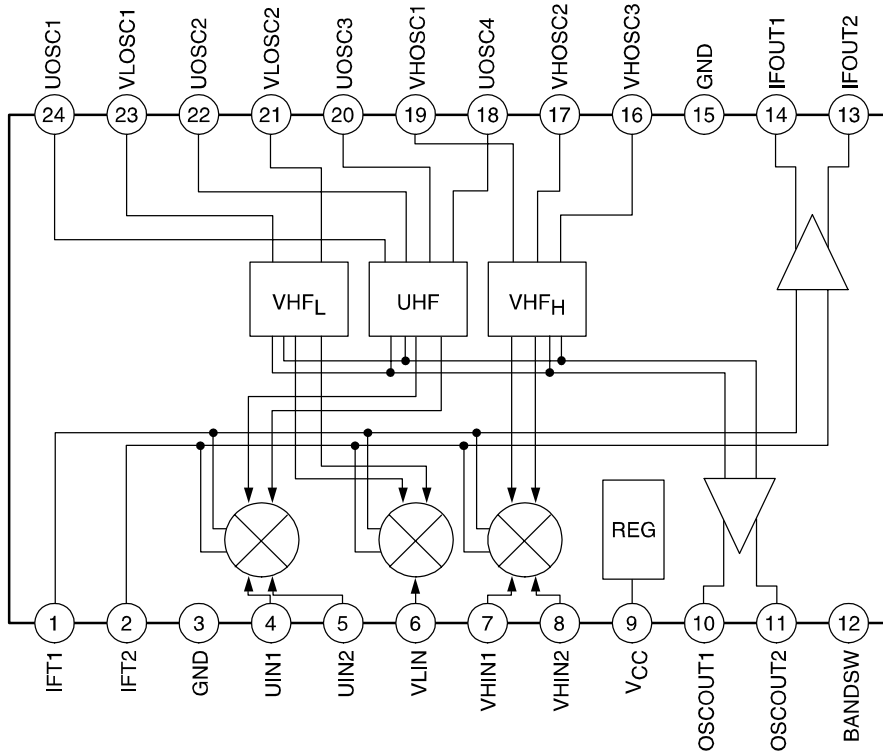 UOSC1
VLOSC1
UOSC2
VLOSC2
UOSC3
VHOSC1
UOSC4
VHOSC2
VHOSC3
GND
IFOUT1
IFOUT2
24
23
22
21
20
19
18
17
16
15
14
13
VHFL
UHF
VHFH
REG
1
2
3
4
5
6
7
8
9
10
11
12
IFT1
IFT2
GND
UIN1
UIN2
VLIN
VHIN1
VHIN2
VCC
OSCOUT1
OSCOUT2
BANDSW